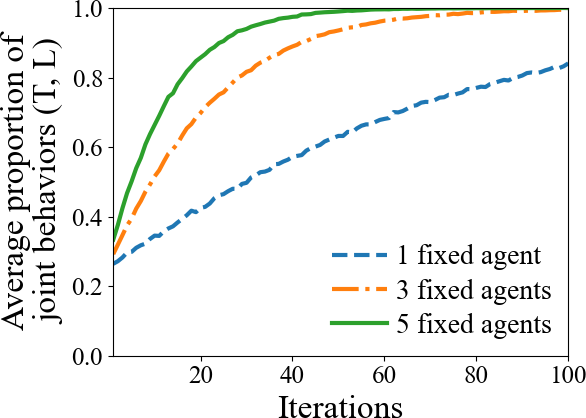 Average proportion of
joint behaviors (T, L)
1.0
0.8
0.6
0.4
0.2
0.0
1 fixed agent
3 fixed agents
5 fixed agents
20 40 60 80 100
Iterations